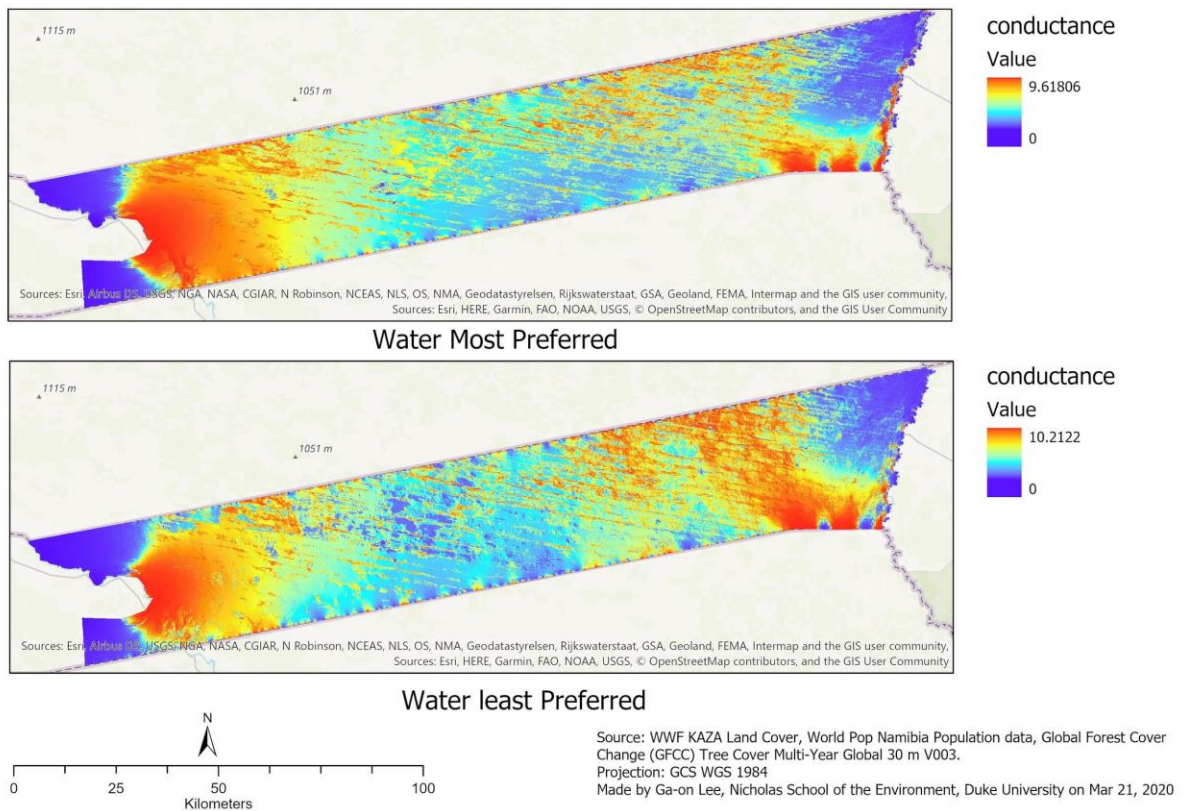 1115 m
1051 m
conductance
Value
9.61806
0
Sources: Esri, Airbus DS, USGS, NGA, NASA, CGIAR, N Robinson, NCEAS, NLS, OS, NMA, Geodatastyrelsen, Rijkswaterstaat, GSA, Geoland, FEMA, Intermap and the GIS user community,
Sources: Esri, HERE, Garmin, FAO, NOAA, USGS, © OpenStreetMap contributors, and the GIS User Community
Water Most Preferred
1115 m
1051 m
conductance
Value
10.2122
0
Sources: Esri, Airbus DS, USGS, NGA, NASA, CGIAR, N Robinson, NCEAS, NLS, OS, NMA, Geodatastyrelsen, Rijkswaterstaat, GSA, Geoland, FEMA, Intermap and the GIS user community,
Sources: Esri, HERE, Garmin, FAO, NOAA, USGS, © OpenStreetMap contributors, and the GIS User Community
Water least Preferred
N
0 25 50 100
Kilometers
Source: WWF KAZA Land Cover, World Pop Namibia Population data, Global Forest Cover
Change (GFCC) Tree Cover Multi-Year Global 30 m V003.
Projection: GCS WGS 1984
Made by Ga-on Lee, Nicholas School of the Environment, Duke University on Mar 21, 2020